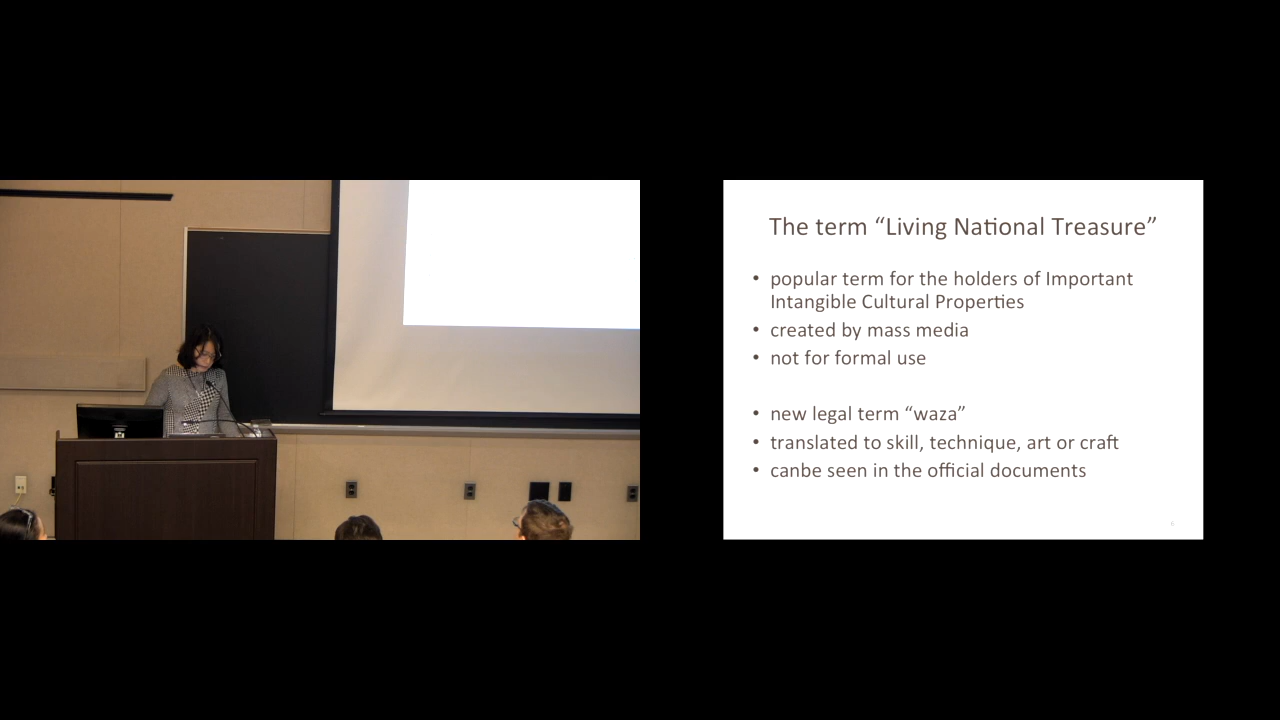 The term “Living National Treasure”
• popular term for the holders of Important
Intangible Cultural Properties
• created by mass media
• not for formal use
• new legal term “waza”
• translated to skill, technique, art or craft
• canbe seen in the official documents